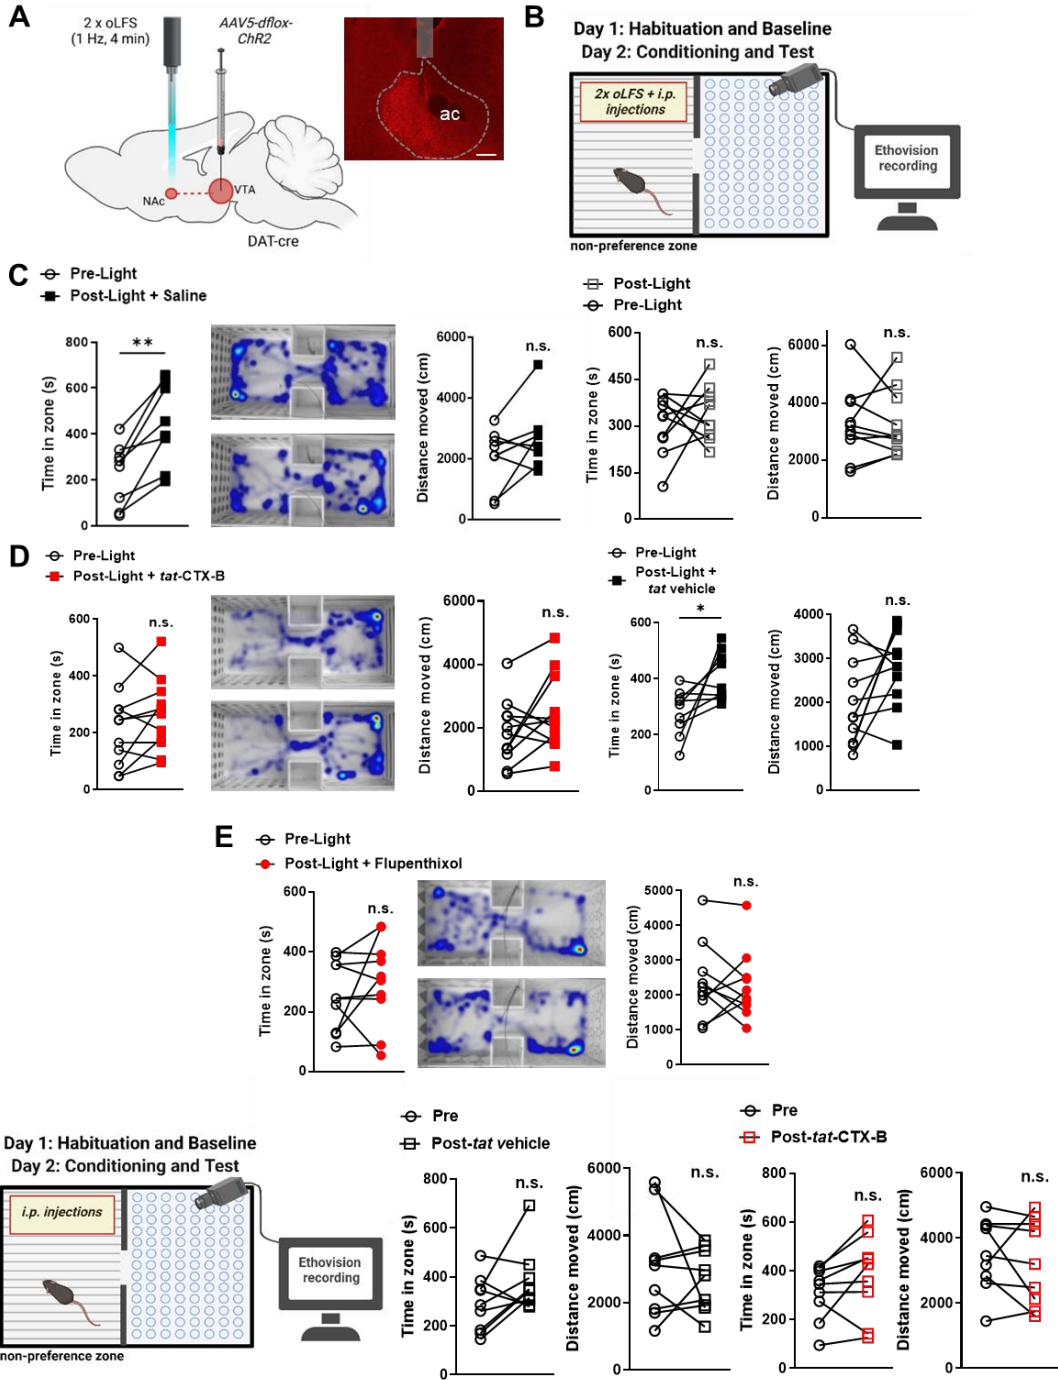 A
2 x oLFS
(1 Hz, 4 min)
AAV5-dflox-
ChR2
NAc
VTA
DAT-cre
ac
B
Day 1: Habituation and Baseline
Day 2: Conditioning and Test
2x oLFS + i.p.
injections
Ethovision
recording
non-preference zone
C
Pre-Light
Post-Light + Saline
Time in zone (s)
800
600
400
200
0
**
Distance moved (cm)
6000
4000
2000
0
n.s.
Post-Light
Pre-Light
Time in zone (s)
600
450
300
150
0
n.s.
Distance moved (cm)
6000
4000
2000
0
n.s.
D
Pre-Light
Post-Light + tat-CTX-B
Time in zone (s)
600
400
200
0
n.s.
Distance moved (cm)
6000
4000
2000
0
n.s.
Pre-Light
Post-Light +
tat vehicle
Time in zone (s)
600
400
200
0
*
Distance moved (cm)
4000
3000
2000
1000
0
n.s.
E
Pre-Light
Post-Light + Flupenthixol
Time in zone (s)
600
400
200
0
n.s.
Distance moved (cm)
5000
4000
3000
2000
1000
0
n.s.
Day 1: Habituation and Baseline
Day 2: Conditioning and Test
i.p. injections
Ethovision
recording
non-preference zone
Pre
Post-tat vehicle
Time in zone (s)
800
600
400
200
0
n.s.
Distance moved (cm)
6000
4000
2000
0
n.s.
Pre
Post-tat-CTX-B
Time in zone (s)
800
600
400
200
0
n.s.
Distance moved (cm)
6000
4000
2000
0
n.s.